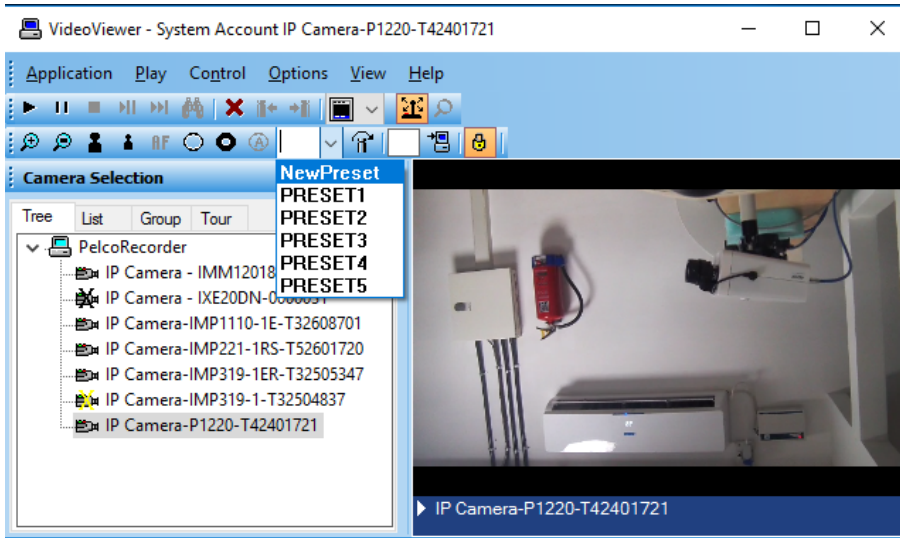 VideoViewer - System Account IP Camera-P1220-T42401721
Application Play Control Options View Help
AF A
Camera Selection
NewPreset
PRESET1
PRESET2
PRESET3
PRESET4
PRESET5
Tree List Group Tour
PelcoRecorder
IP Camera - IMM12018
IP Camera - IXE20DN-
IP Camera-IMP1110-1E-T32608701
IP Camera-IMP221-1RS-T52601720
IP Camera-IMP319-1ER-T32505347
IP Camera-IMP319-1-T32504837
IP Camera-P1220-T42401721
IP Camera-P1220-T42401721